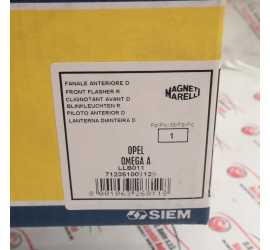 FANALE ANTERIORE D
FRONT FLASHER R
CLIGNOTANT AVANT D
BLINKLEUCHTEN R
PILOTO ANTERIOR D
LANTERNA DIANTEIRA D
MAGNETI
MARELLI
1
OPEL
OMEGA A
LLB011
SIEM